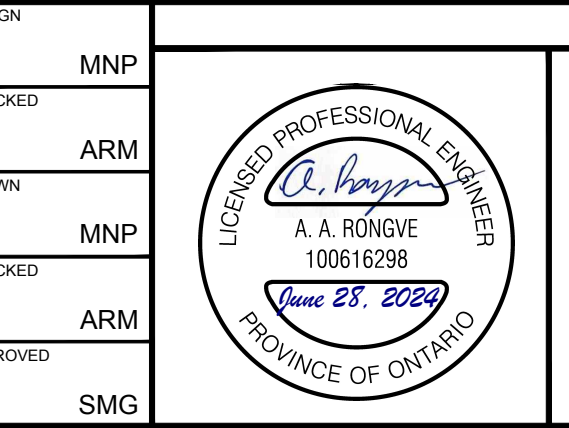 GN
MNP
CKED
ARM
WN
MNP
CKED
ARM
ROVED
SMG
LICENSED PROFESSIONAL ENGINEER
A. A. RONGVE
100616298
June 28, 2024
PROVINCE OF ONTARIO